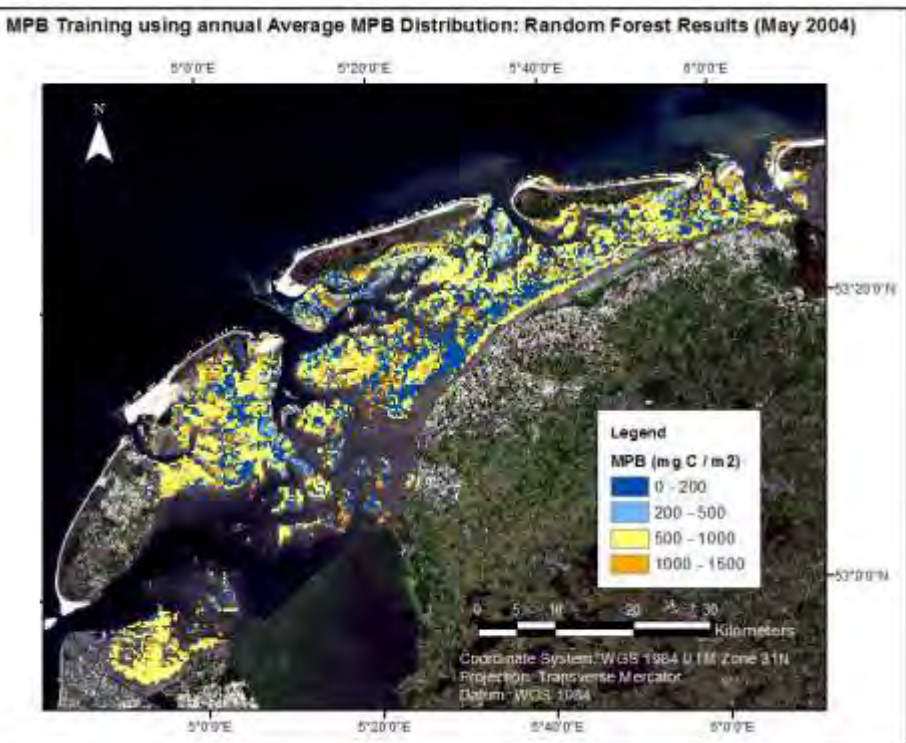 MPB Training using annual Average MPB Distribution: Random Forest Results (May 2004)
5°0'0"E 5°20'0"E 5°40'0"E 6°0'0"E
N
53°20'0"N
Legend
MPB (mg C / m2)
0 - 200
200 - 500
500 - 1000
1000 - 1500
53°0'0"N
0 5 10 20 30
Kilometers
Coordinate System: WGS 1984 UTM Zone 31N
Projection: Transverse Mercator
Datum: WGS 1984
5°0'0"E 5°20'0"E 5°40'0"E 6°0'0"E